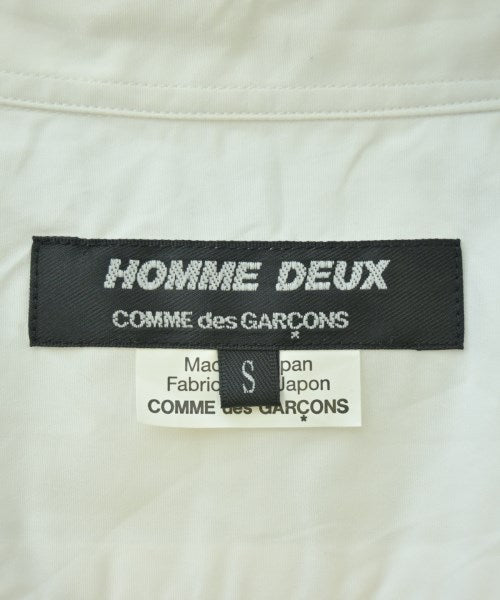 HOMME DEUX
COMME des GARÇONS
S
Mad pan
Fabric Japon
COMME des GARÇONS